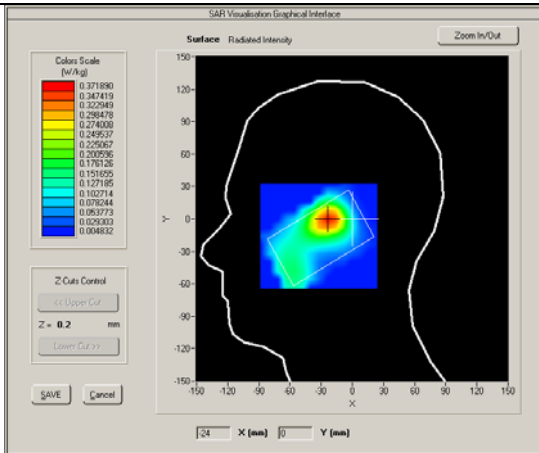 SAR Visualisation Graphical Interface
Surface Radiated Intensity
Zoom In/Out
Colors Scale
(W/kg)
0.371890
0.347419
0.322949
0.298478
0.274008
0.249537
0.225067
0.200596
0.176126
0.151655
0.127185
0.102714
0.078244
0.053773
0.029303
0.004832
Z Cuts Control
<< Upper Cut
Z = 0.2 mm
Lower Cut >>
SAVE Cancel
150
120
90
60
30
0
-30
-60
-90
-120
-150
Y
-150 -120 -90 -60 -30 0 30 60 90 120 150
X
-24 X (mm) 0 Y (mm)